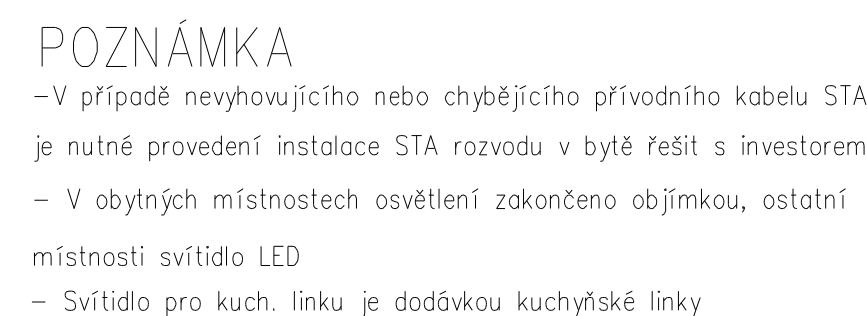 POZNÁMKA
-V případě nevyhovujícího nebo chybějícího přívodního kabelu STA
je nutné provedení instalace STA rozvodu v bytě řešit s investorem
- V obytných místnostech osvětlení zakončeno objímkou, ostatní
místnosti svítidlo LED
- Svítidlo pro kuch. linku je dodávkou kuchyňské linky